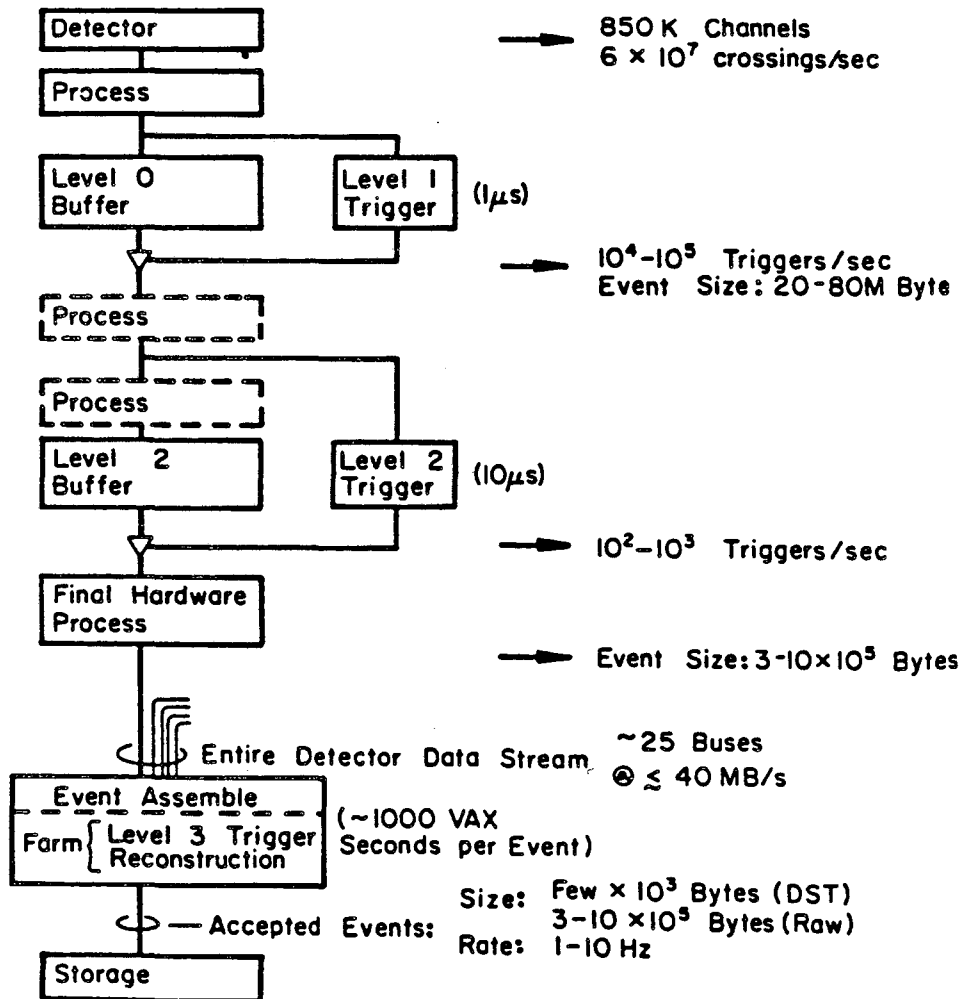 Detector
850 K Channels
6 × 10⁷ crossings/sec
Process
Level 0
Buffer
Level 1
Trigger
(1μs)
10⁴-10⁵ Triggers/sec
Event Size: 20-80M Byte
Process
Process
Level 2
Buffer
Level 2
Trigger
(10μs)
10²-10³ Triggers/sec
Final Hardware
Process
Event Size: 3-10×10⁵ Bytes
Entire Detector Data Stream
~25 Buses
@ ≲ 40 MB/s
Event Assemble
Farm { Level 3 Trigger
Reconstruction
(~1000 VAX
Seconds per Event)
Accepted Events:
Size: Few × 10³ Bytes (DST)
3-10 × 10⁵ Bytes (Raw)
Rate: 1-10 Hz
Storage